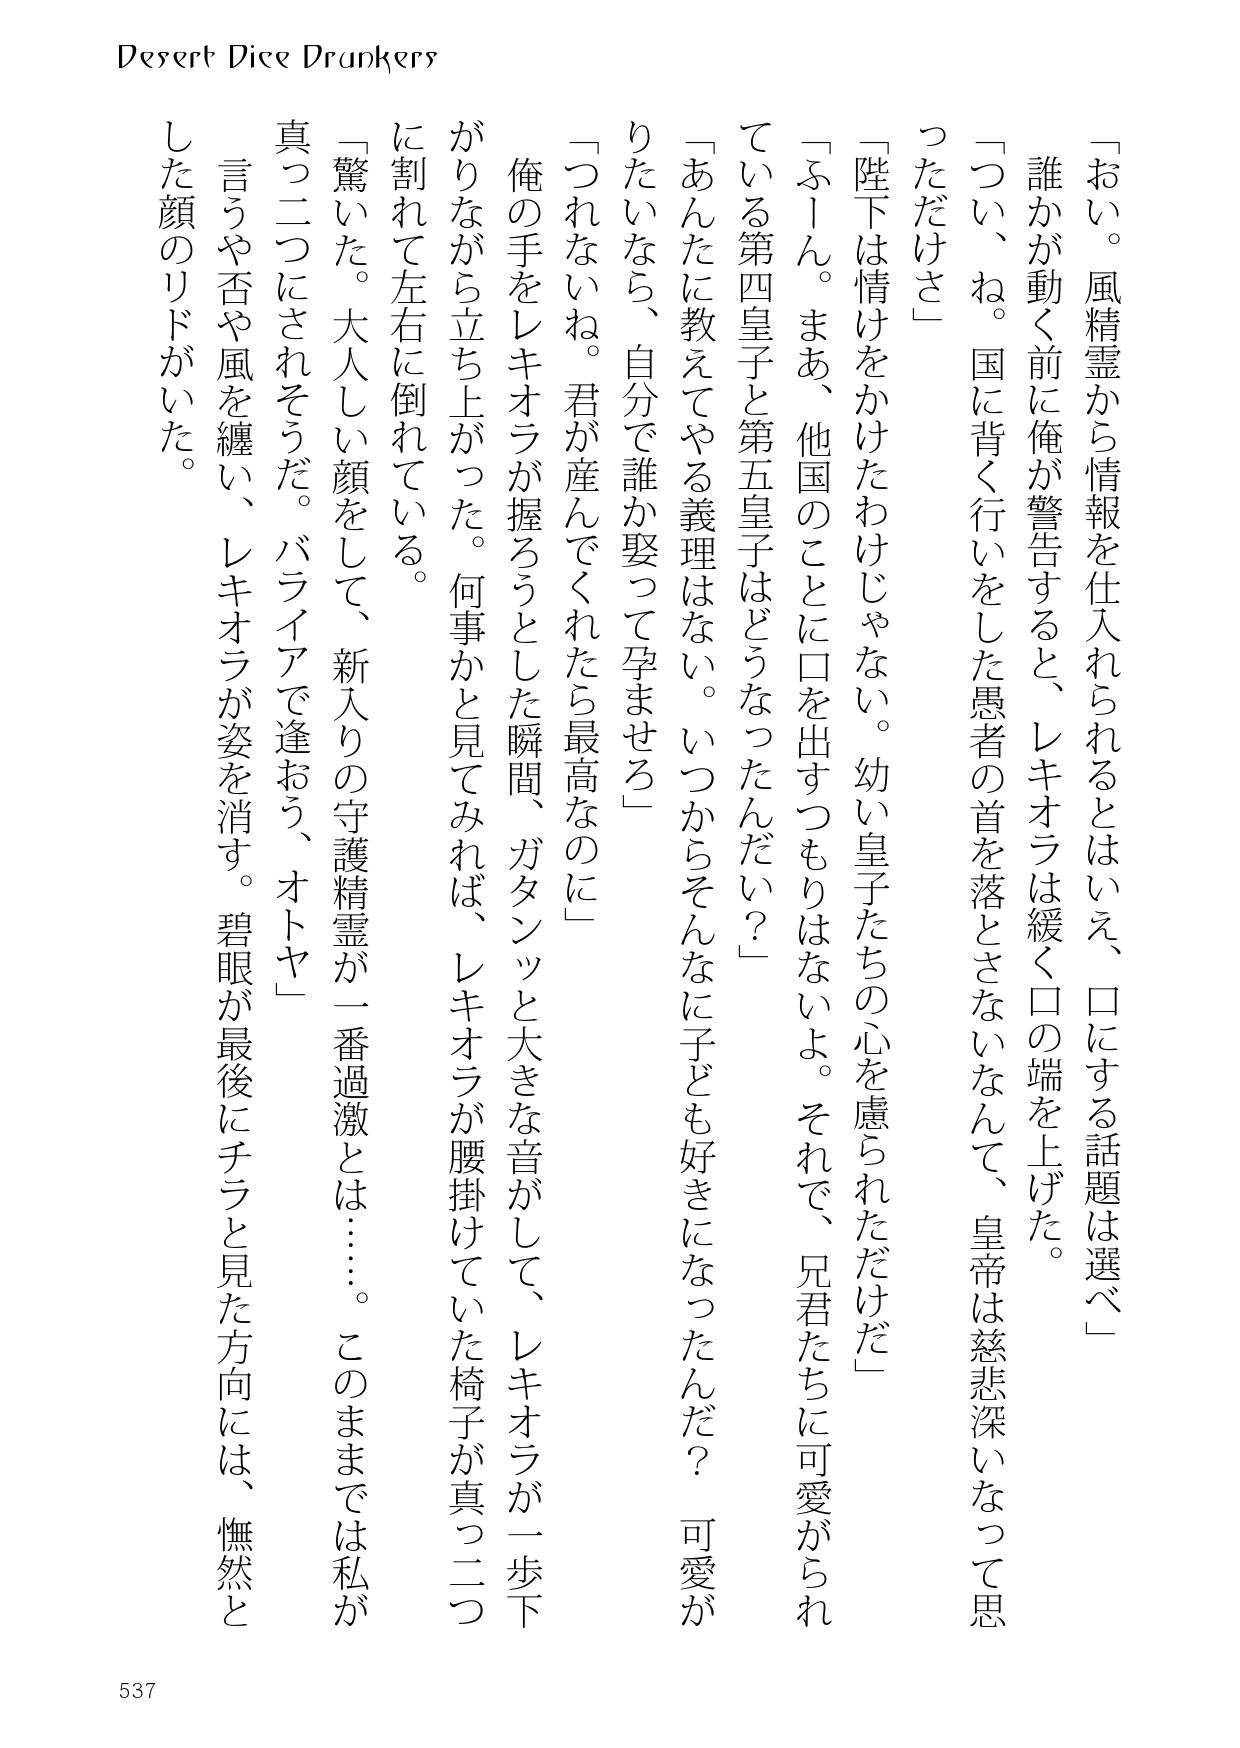 Desert Dice Drunkers
「おい。風精霊から情報を仕入れられるとはいえ、口にする話題は選べ」
　誰かが動く前に俺が警告すると、レキオラは緩く口の端を上げた。
「つい、ね。国に背く行いをした愚者の首を落とさないなんて、皇帝は慈悲深いなって思
っただけさ」
「陛下は情けをかけたわけじゃない。幼い皇子たちの心を慮られただけだ」
「ふーん。まあ、他国のことに口を出すつもりはないよ。それで、兄君たちに可愛がられ
ている第四皇子と第五皇子はどうなったんだい？」
「あんたに教えてやる義理はない。いつからそんなに子ども好きになったんだ？　可愛が
りたいなら、自分で誰か娶って孕ませろ」
「つれないね。君が産んでくれたら最高なのに」
　俺の手をレキオラが握ろうとした瞬間、ガタンッと大きな音がして、レキオラが一歩下
がりながら立ち上がった。何事かと見てみれば、レキオラが腰掛けていた椅子が真っ二つ
に割れて左右に倒れている。
「驚いた。大人しい顔をして、新入りの守護精霊が一番過激とは……。このままでは私が
真っ二つにされそうだ。バライアで逢おう、オトヤ」
　言うや否や風を纏い、レキオラが姿を消す。碧眼が最後にチラと見た方向には、憮然と
した顔のリドがいた。
537